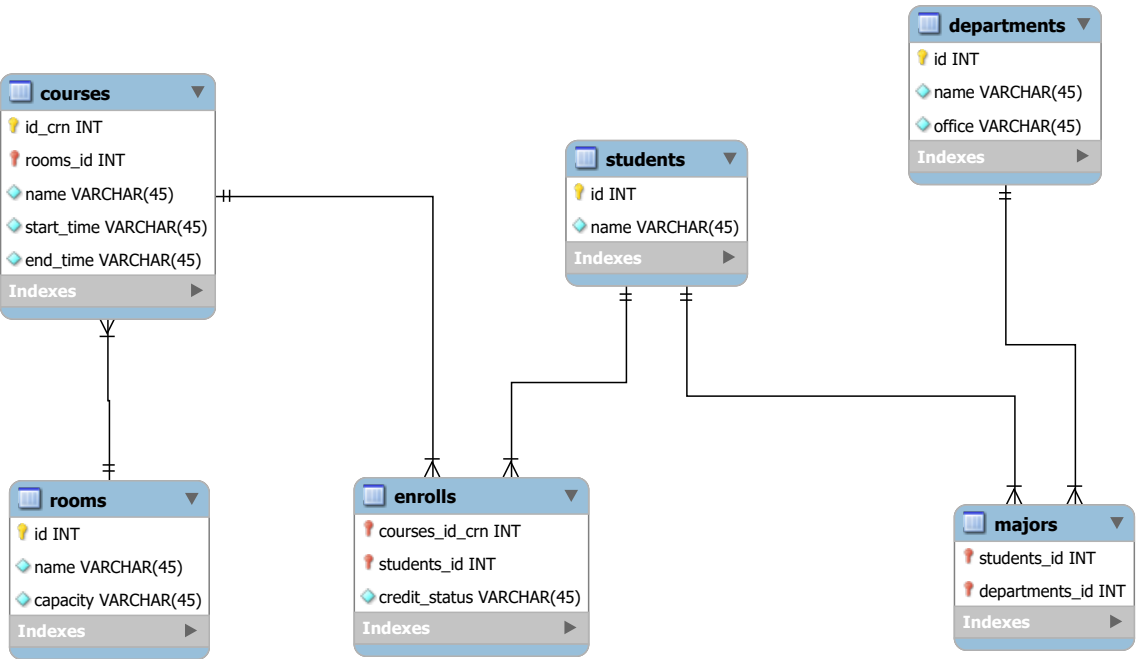 departments
id INT
name VARCHAR(45)
office VARCHAR(45)
Indexes
courses
id_crn INT
rooms_id INT
name VARCHAR(45)
start_time VARCHAR(45)
end_time VARCHAR(45)
Indexes
students
id INT
name VARCHAR(45)
Indexes
rooms
id INT
name VARCHAR(45)
capacity VARCHAR(45)
Indexes
enrolls
courses_id_crn INT
students_id INT
credit_status VARCHAR(45)
Indexes
majors
students_id INT
departments_id INT
Indexes